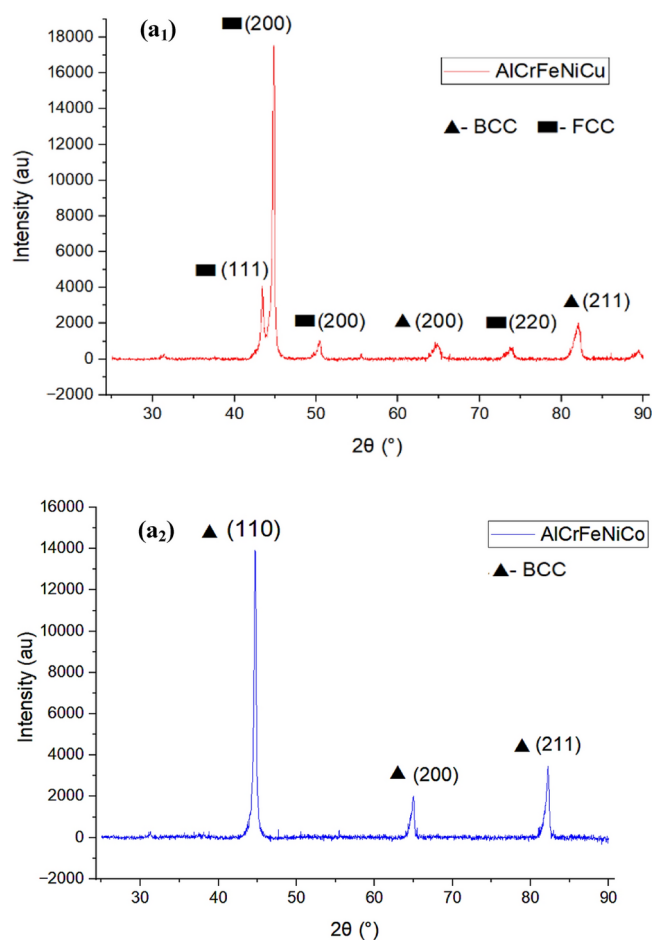 (a1)
■ (200)
AlCrFeNiCu
▲- BCC ■- FCC
■ (111)
■ (200)
▲ (200)
■ (220)
▲ (211)
18000
16000
14000
12000
10000
8000
6000
4000
2000
0
−2000
Intensity (au)
30 40 50 60 70 80 90
2θ (°)
(a2)
▲ (110)
AlCrFeNiCo
▲- BCC
▲ (200)
▲ (211)
16000
14000
12000
10000
8000
6000
4000
2000
0
−2000
Intensity (au)
30 40 50 60 70 80 90
2θ (°)